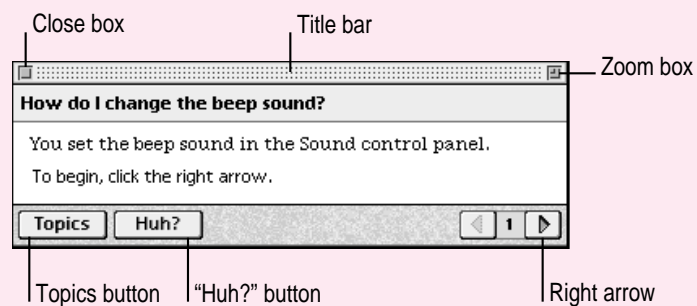 Close box
Title bar
Zoom box
How do I change the beep sound?
You set the beep sound in the Sound control panel.
To begin, click the right arrow.
Topics
Huh?
1
Topics button
“Huh?” button
Right arrow